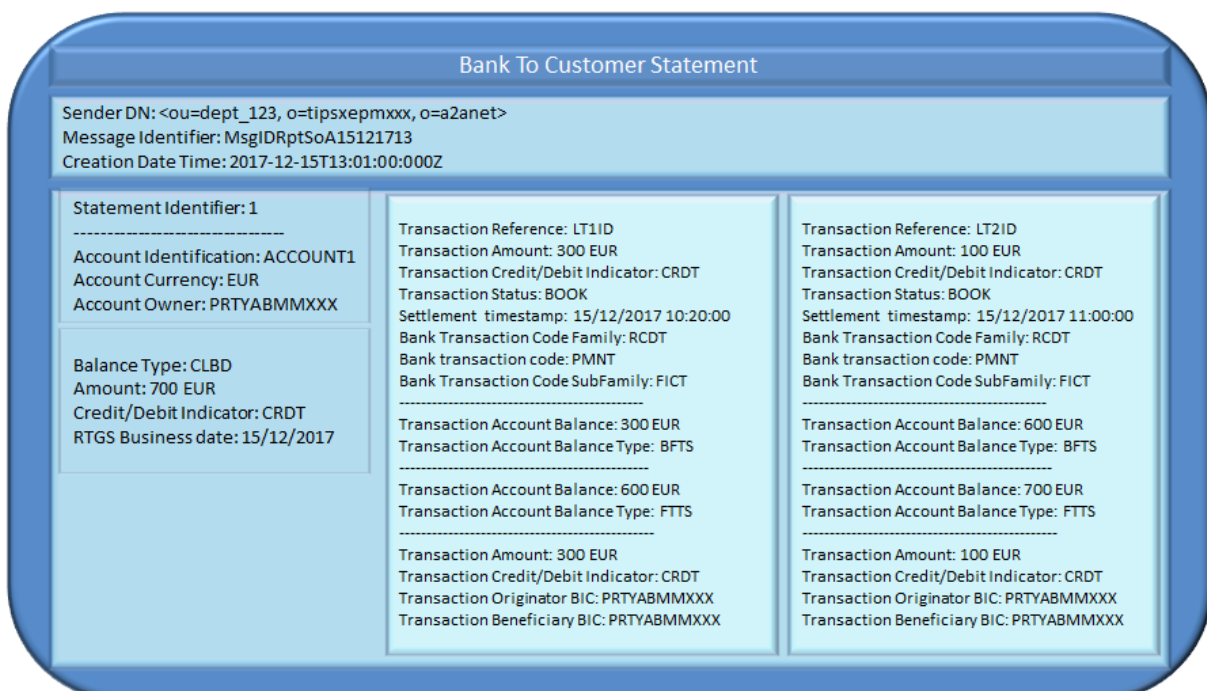 Bank To Customer Statement
Sender DN: <ou=dept_123, o=tipsxepmxxx, o=a2anet>
Message Identifier: MsgIDRptSoA15121713
Creation Date Time: 2017-12-15T13:01:00:000Z
Statement Identifier: 1
--------------------------------
Account Identification: ACCOUNT1
Account Currency: EUR
Account Owner: PRTYABMMXXX
Balance Type: CLBD
Amount: 700 EUR
Credit/Debit Indicator: CRDT
RTGS Business date: 15/12/2017
Transaction Reference: LT1ID
Transaction Amount: 300 EUR
Transaction Credit/Debit Indicator: CRDT
Transaction Status: BOOK
Settlement timestamp: 15/12/2017 10:20:00
Bank Transaction Code Family: RCDT
Bank transaction code: PMNT
Bank Transaction Code SubFamily: FICT
---------------------------------------------
Transaction Account Balance: 300 EUR
Transaction Account Balance Type: BFTS
----------------------------------------------
Transaction Account Balance: 600 EUR
Transaction Account Balance Type: FTTS
-----------------------------------------------
Transaction Amount: 300 EUR
Transaction Credit/Debit Indicator: CRDT
Transaction Originator BIC: PRTYABMMXXX
Transaction Beneficiary BIC: PRTYABMMXXX
Transaction Reference: LT2ID
Transaction Amount: 100 EUR
Transaction Credit/Debit Indicator: CRDT
Transaction Status: BOOK
Settlement timestamp: 15/12/2017 11:00:00
Bank Transaction Code Family: RCDT
Bank transaction code: PMNT
Bank Transaction Code SubFamily: FICT
---------------------------------------------
Transaction Account Balance: 600 EUR
Transaction Account Balance Type: BFTS
----------------------------------------------
Transaction Account Balance: 700 EUR
Transaction Account Balance Type: FTTS
-----------------------------------------------
Transaction Amount: 100 EUR
Transaction Credit/Debit Indicator: CRDT
Transaction Originator BIC: PRTYABMMXXX
Transaction Beneficiary BIC: PRTYABMMXXX